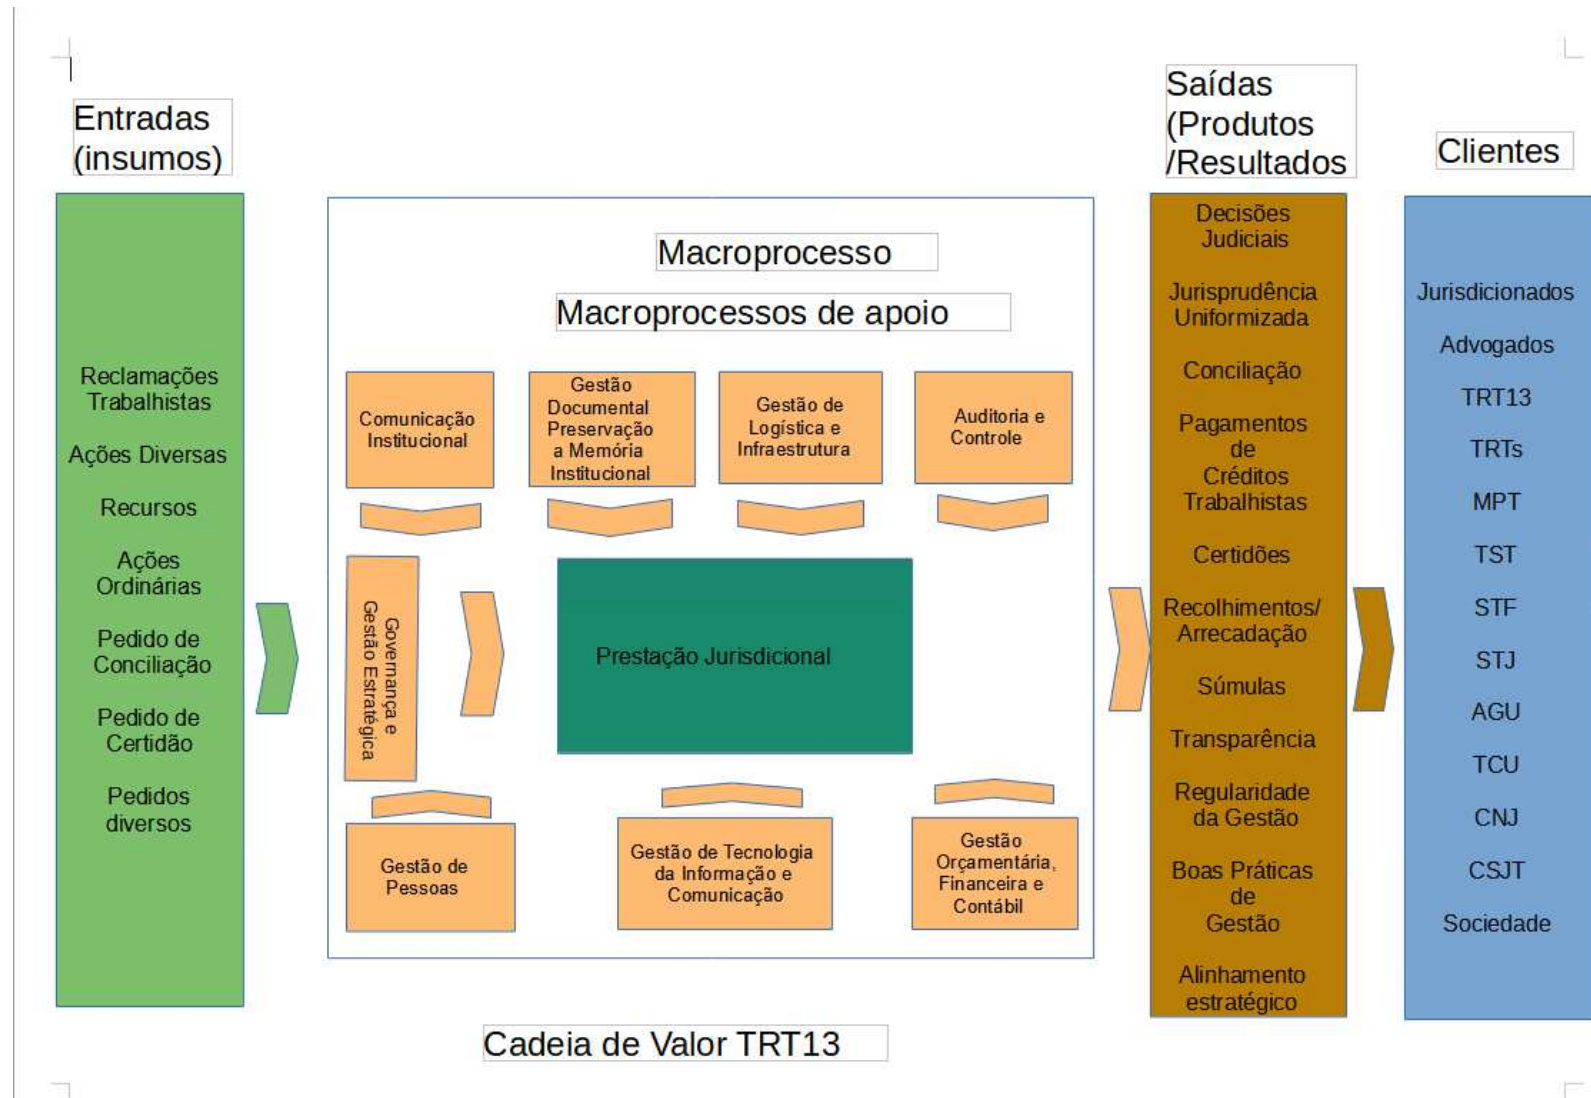 Entradas
(insumos)
Reclamações
Trabalhistas
Ações Diversas
Recursos
Ações
Ordinárias
Pedido de
Conciliação
Pedido de
Certidão
Pedidos
diversos
Macroprocesso
Macroprocessos de apoio
Comunicação
Institucional
Gestão
Documental
Preservação
a Memória
Institucional
Gestão de
Logística e
Infraestrutura
Auditoria e
Controle
Governança e
Gestão Estratégica
Prestação Jurisdicional
Gestão de
Pessoas
Gestão de Tecnologia
da Informação e
Comunicação
Gestão
Orçamentária,
Financeira e
Contábil
Saídas
(Produtos
/Resultados
Decisões
Judiciais
Jurisprudência
Uniformizada
Conciliação
Pagamentos
de
Créditos
Trabalhistas
Certidões
Recolhimentos/
Arrecadação
Súmulas
Transparência
Regularidade
da Gestão
Boas Práticas
de
Gestão
Alinhamento
estratégico
Clientes
Jurisdicionados
Advogados
TRT13
TRTs
MPT
TST
STF
STJ
AGU
TCU
CNJ
CSJT
Sociedade
Cadeia de Valor TRT13